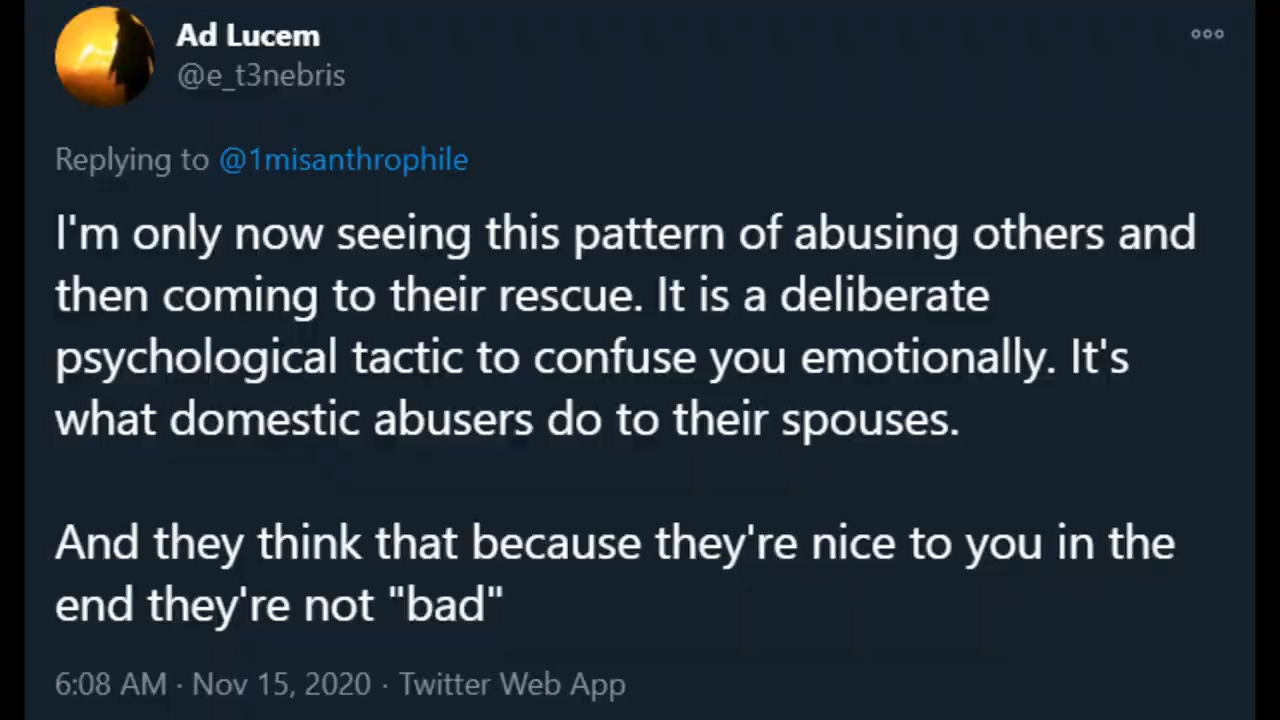 Ad Lucem
@e_t3nebris
Replying to @1misanthrophile
I'm only now seeing this pattern of abusing others and
then coming to their rescue. It is a deliberate
psychological tactic to confuse you emotionally. It's
what domestic abusers do to their spouses.
And they think that because they're nice to you in the
end they're not "bad"
6:08 AM · Nov 15, 2020 · Twitter Web App